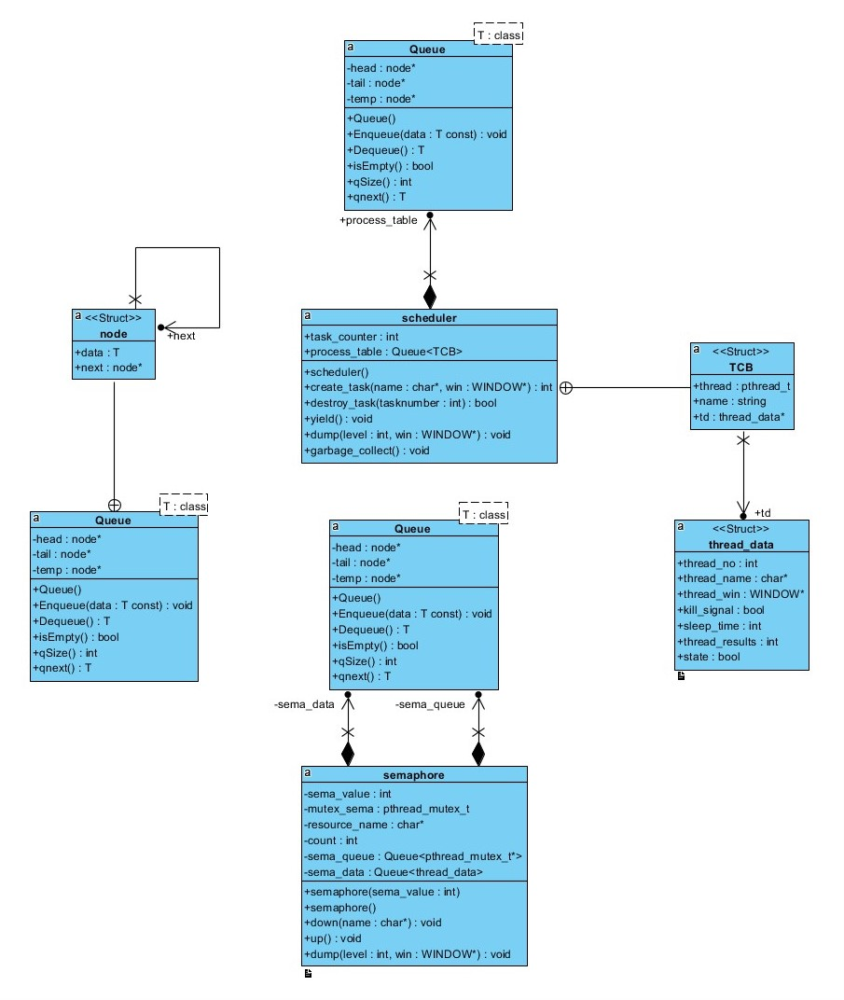 T : class
a
Queue
-head : node*
-tail : node*
-temp : node*
+Queue()
+Enqueue(data : T const) : void
+Dequeue() : T
+isEmpty() : bool
+qSize() : int
+qnext() : T
+process_table
a
<<Struct>>
node
+data : T
+next : node*
+next
a
scheduler
+task_counter : int
+process_table : Queue<TCB>
+scheduler()
+create_task(name : char*, win : WINDOW*) : int
+destroy_task(tasknumber : int) : bool
+yield() : void
+dump(level : int, win : WINDOW*) : void
+garbage_collect() : void
a
<<Struct>>
TCB
+thread : pthread_t
+name : string
+td : thread_data*
+td
T : class
a
Queue
-head : node*
-tail : node*
-temp : node*
+Queue()
+Enqueue(data : T const) : void
+Dequeue() : T
+isEmpty() : bool
+qSize() : int
+qnext() : T
T : class
a
Queue
-head : node*
-tail : node*
-temp : node*
+Queue()
+Enqueue(data : T const) : void
+Dequeue() : T
+isEmpty() : bool
+qSize() : int
+qnext() : T
a
<<Struct>>
thread_data
+thread_no : int
+thread_name : char*
+thread_win : WINDOW*
+kill_signal : bool
+sleep_time : int
+thread_results : int
+state : bool
-sema_data
-sema_queue
a
semaphore
-sema_value : int
-mutex_sema : pthread_mutex_t
-resource_name : char*
-count : int
-sema_queue : Queue<pthread_mutex_t*>
-sema_data : Queue<thread_data>
+semaphore(sema_value : int)
+semaphore()
+down(name : char*) : void
+up() : void
+dump(level : int, win : WINDOW*) : void